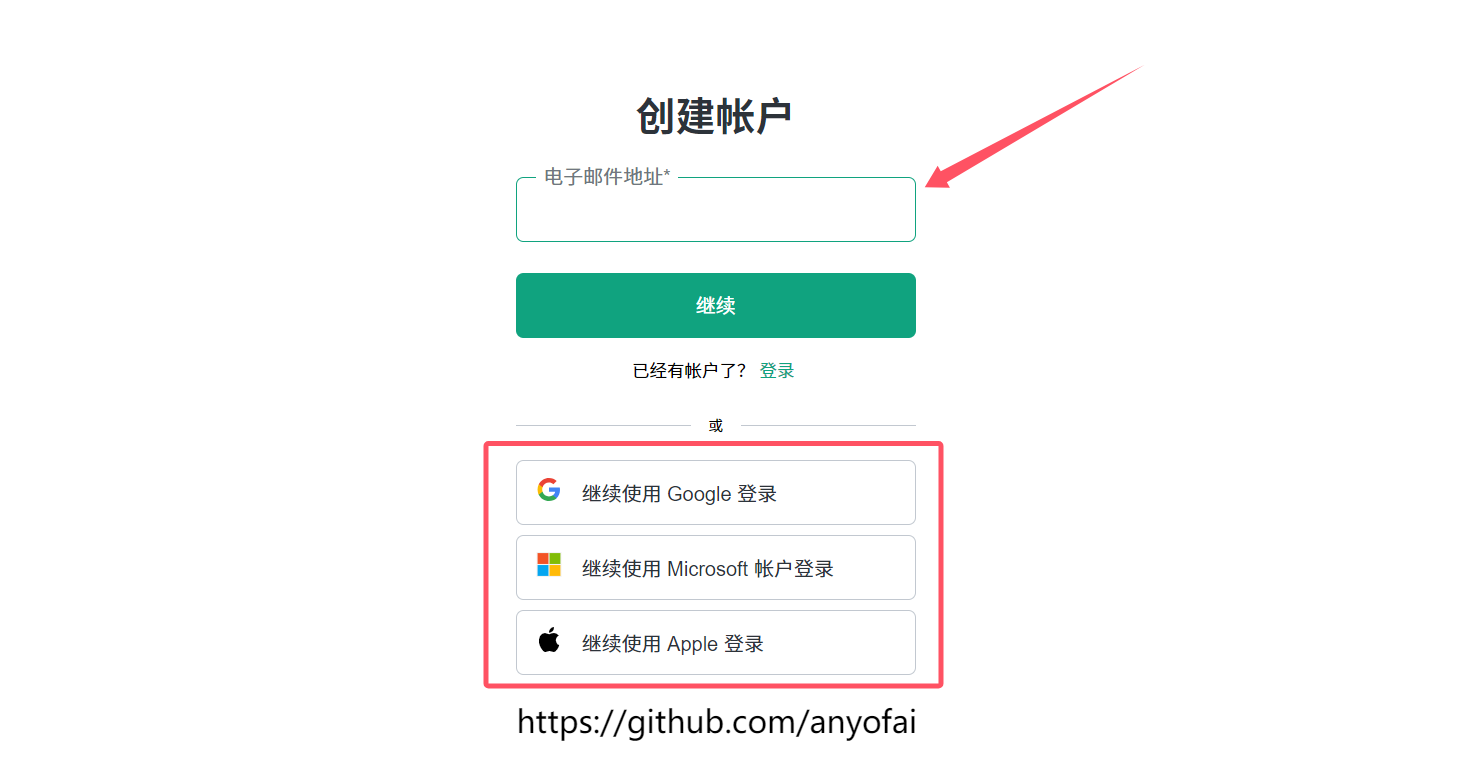 创建帐户
电子邮件地址*
继续
已经有帐户了？ 登录
或
继续使用 Google 登录
继续使用 Microsoft 帐户登录
继续使用 Apple 登录
https://github.com/anyofai